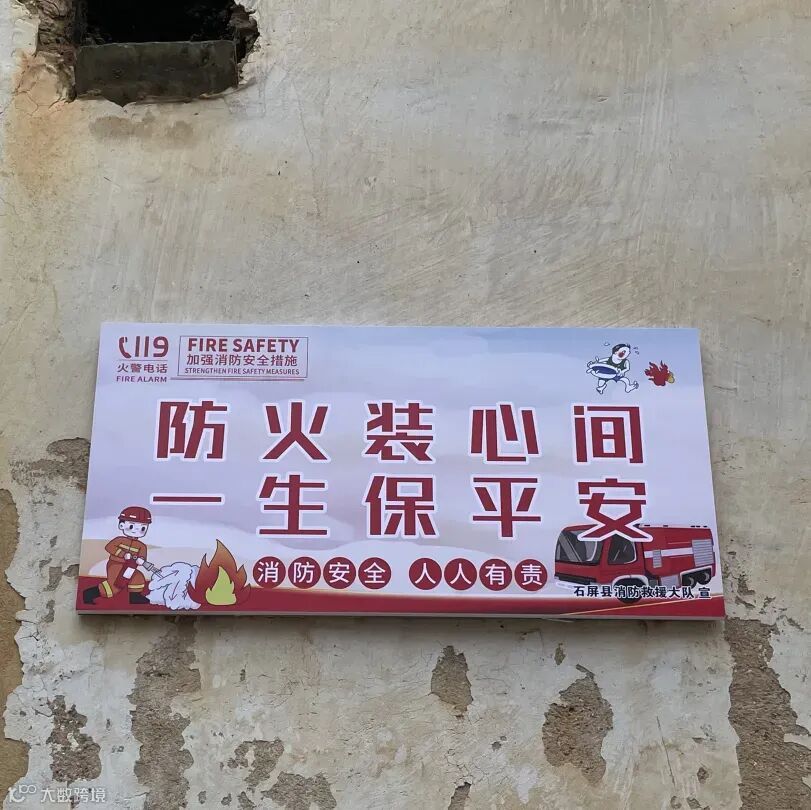 119
火警电话
FIRE ALARM
FIRE SAFETY
加强消防安全措施
STRENGTHEN FIRE SAFETY MEASURES
防火装心间
一生保平安
消防安全 人人有责
石屏县消防救援大队 宣
大数跨境